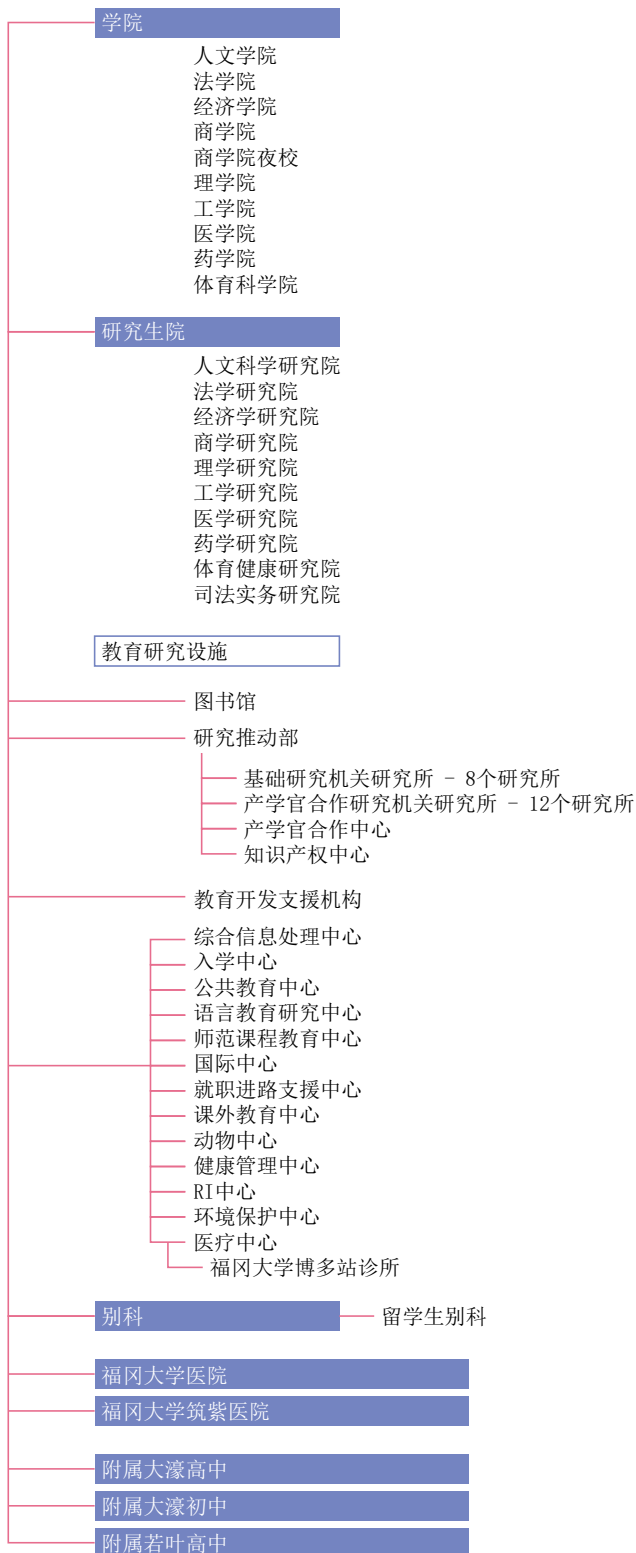 学院
人文学院
法学院
经济学院
商学院
商学院夜校
理学院
工学院
医学院
药学院
体育科学院
研究生院
人文科学研究院
法学研究院
经济学研究院
商学研究院
理学研究院
工学研究院
医学研究院
药学研究院
体育健康研究院
司法实务研究院
教育研究设施
图书馆
研究推动部
基础研究机关研究所 - 8个研究所
产学官合作研究机关研究所 - 12个研究所
产学官合作中心
知识产权中心
教育开发支援机构
综合信息处理中心
入学中心
公共教育中心
语言教育研究中心
师范课程教育中心
国际中心
就职进路支援中心
课外教育中心
动物中心
健康管理中心
RI中心
环境保护中心
医疗中心
福冈大学博多站诊所
别科 留学生别科
福冈大学医院
福冈大学筑紫医院
附属大濠高中
附属大濠初中
附属若叶高中